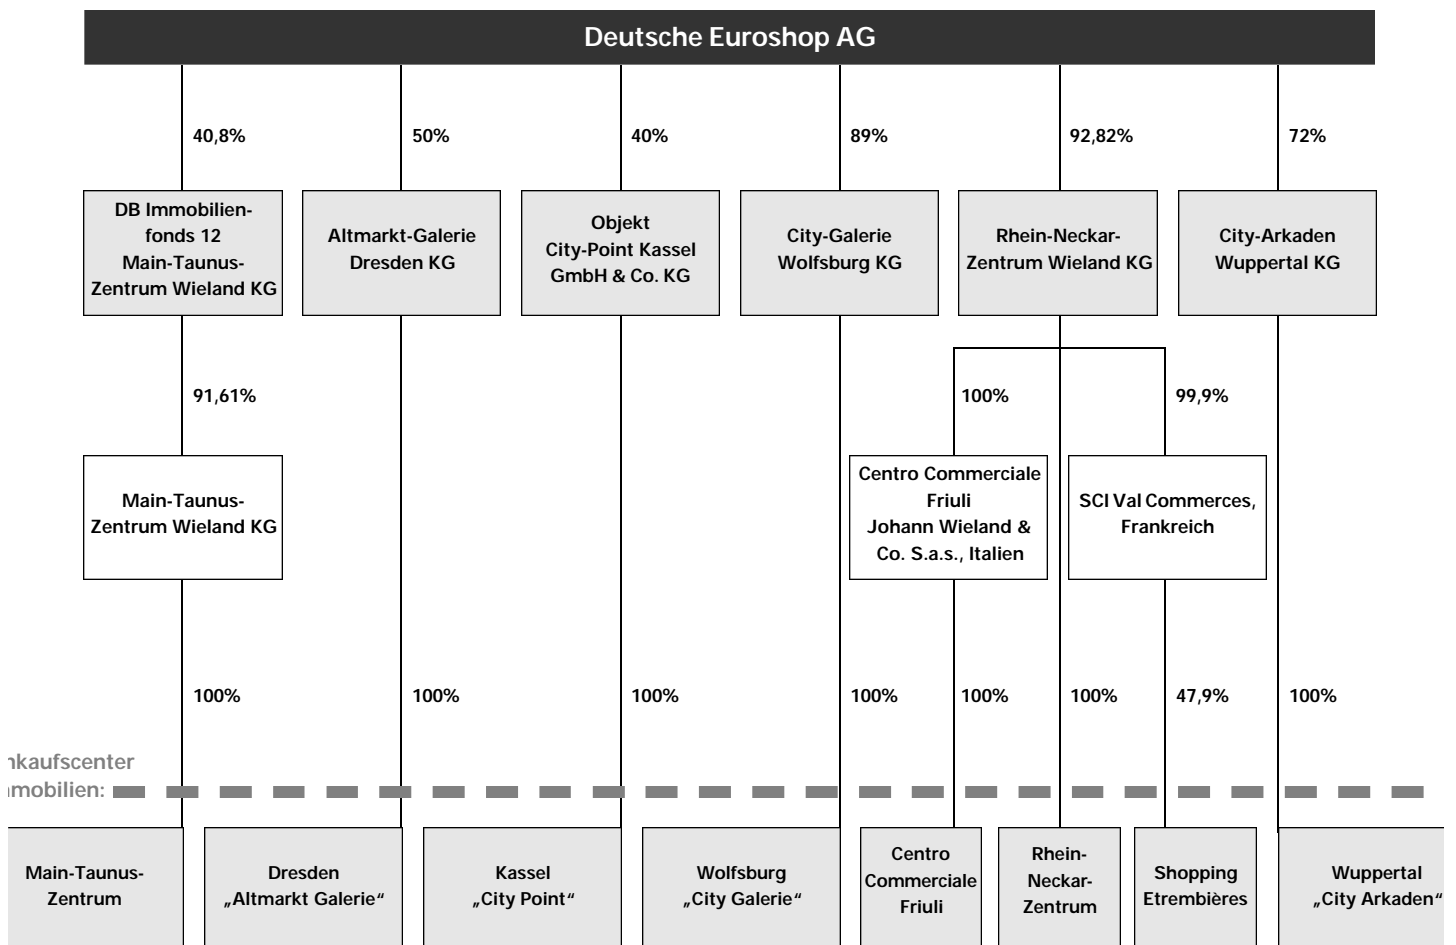 Deutsche Euroshop AG
40,8%
50%
40%
89%
92,82%
72%
DB Immobilien-
fonds 12
Main-Taunus-
Zentrum Wieland KG
Altmarkt-Galerie
Dresden KG
Objekt
City-Point Kassel
GmbH & Co. KG
City-Galerie
Wolfsburg KG
Rhein-Neckar-
Zentrum Wieland KG
City-Arkaden
Wuppertal KG
91,61%
100%
99,9%
Main-Taunus-
Zentrum Wieland KG
Centro Commerciale
Friuli
Johann Wieland &
Co. S.a.s., Italien
SCI Val Commerces,
Frankreich
100%
100%
100%
100%
100%
100%
47,9%
100%
nkaufscenter
mmobilien:
Main-Taunus-
Zentrum
Dresden
„Altmarkt Galerie“
Kassel
„City Point“
Wolfsburg
„City Galerie“
Centro
Commerciale
Friuli
Rhein-
Neckar-
Zentrum
Shopping
Etrembières
Wuppertal
„City Arkaden“